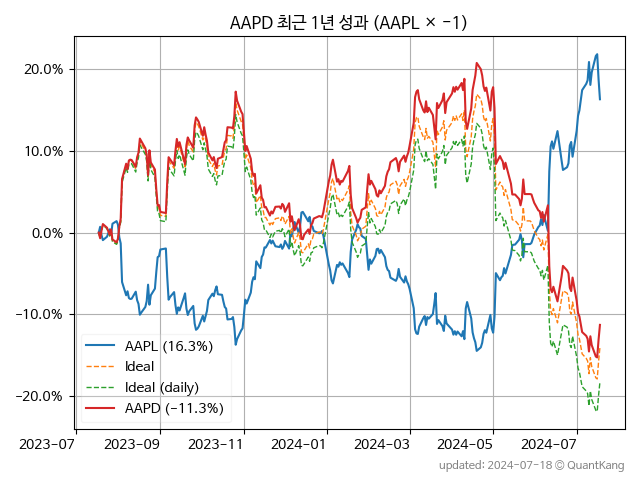 AAPD 최근 1년 성과 (AAPL × −1)
20.0%
10.0%
0.0%
−10.0%
−20.0%
AAPL (16.3%)
Ideal
Ideal (daily)
AAPD (−11.3%)
2023-07 2023-09 2023-11 2024-01 2024-03 2024-05 2024-07
updated: 2024-07-18 © QuantKang